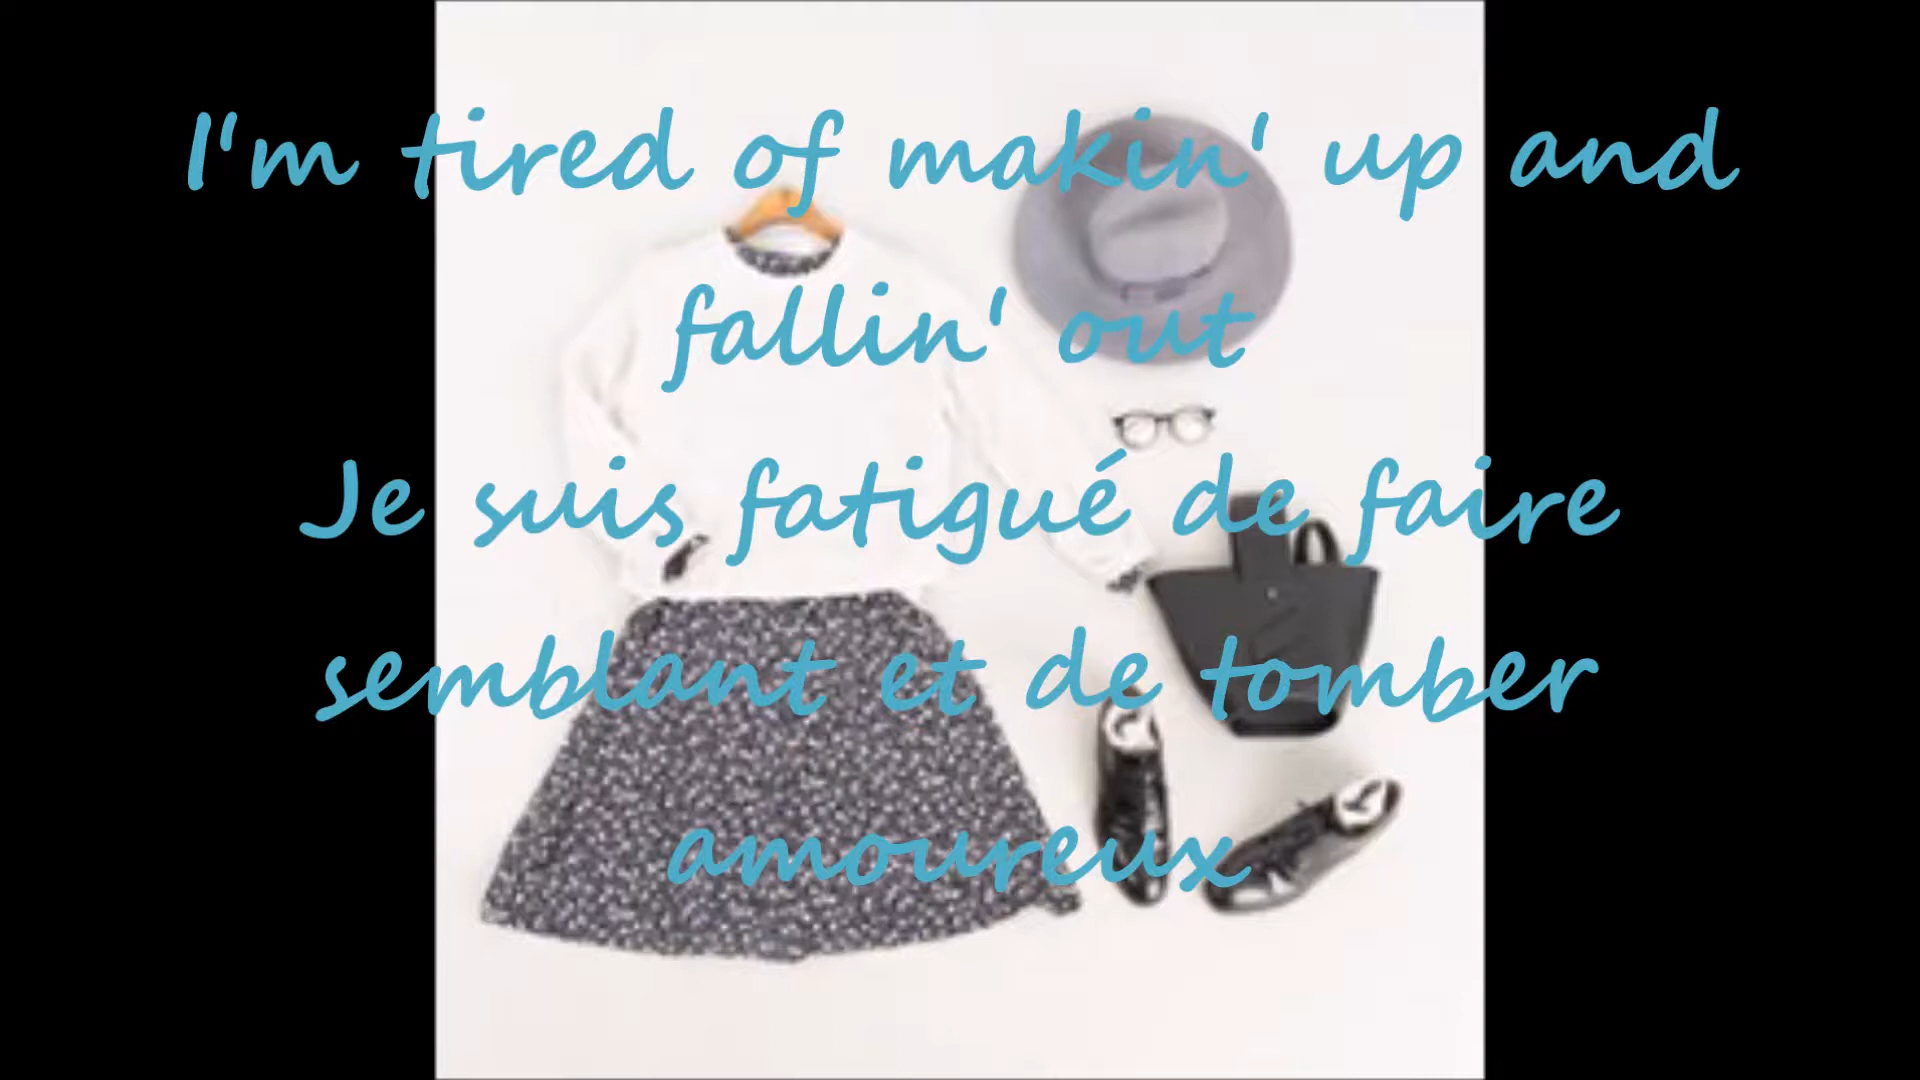 I'm tired of makin' up and
fallin' out
Je suis fatigué de faire
semblant et de tomber
amoureux